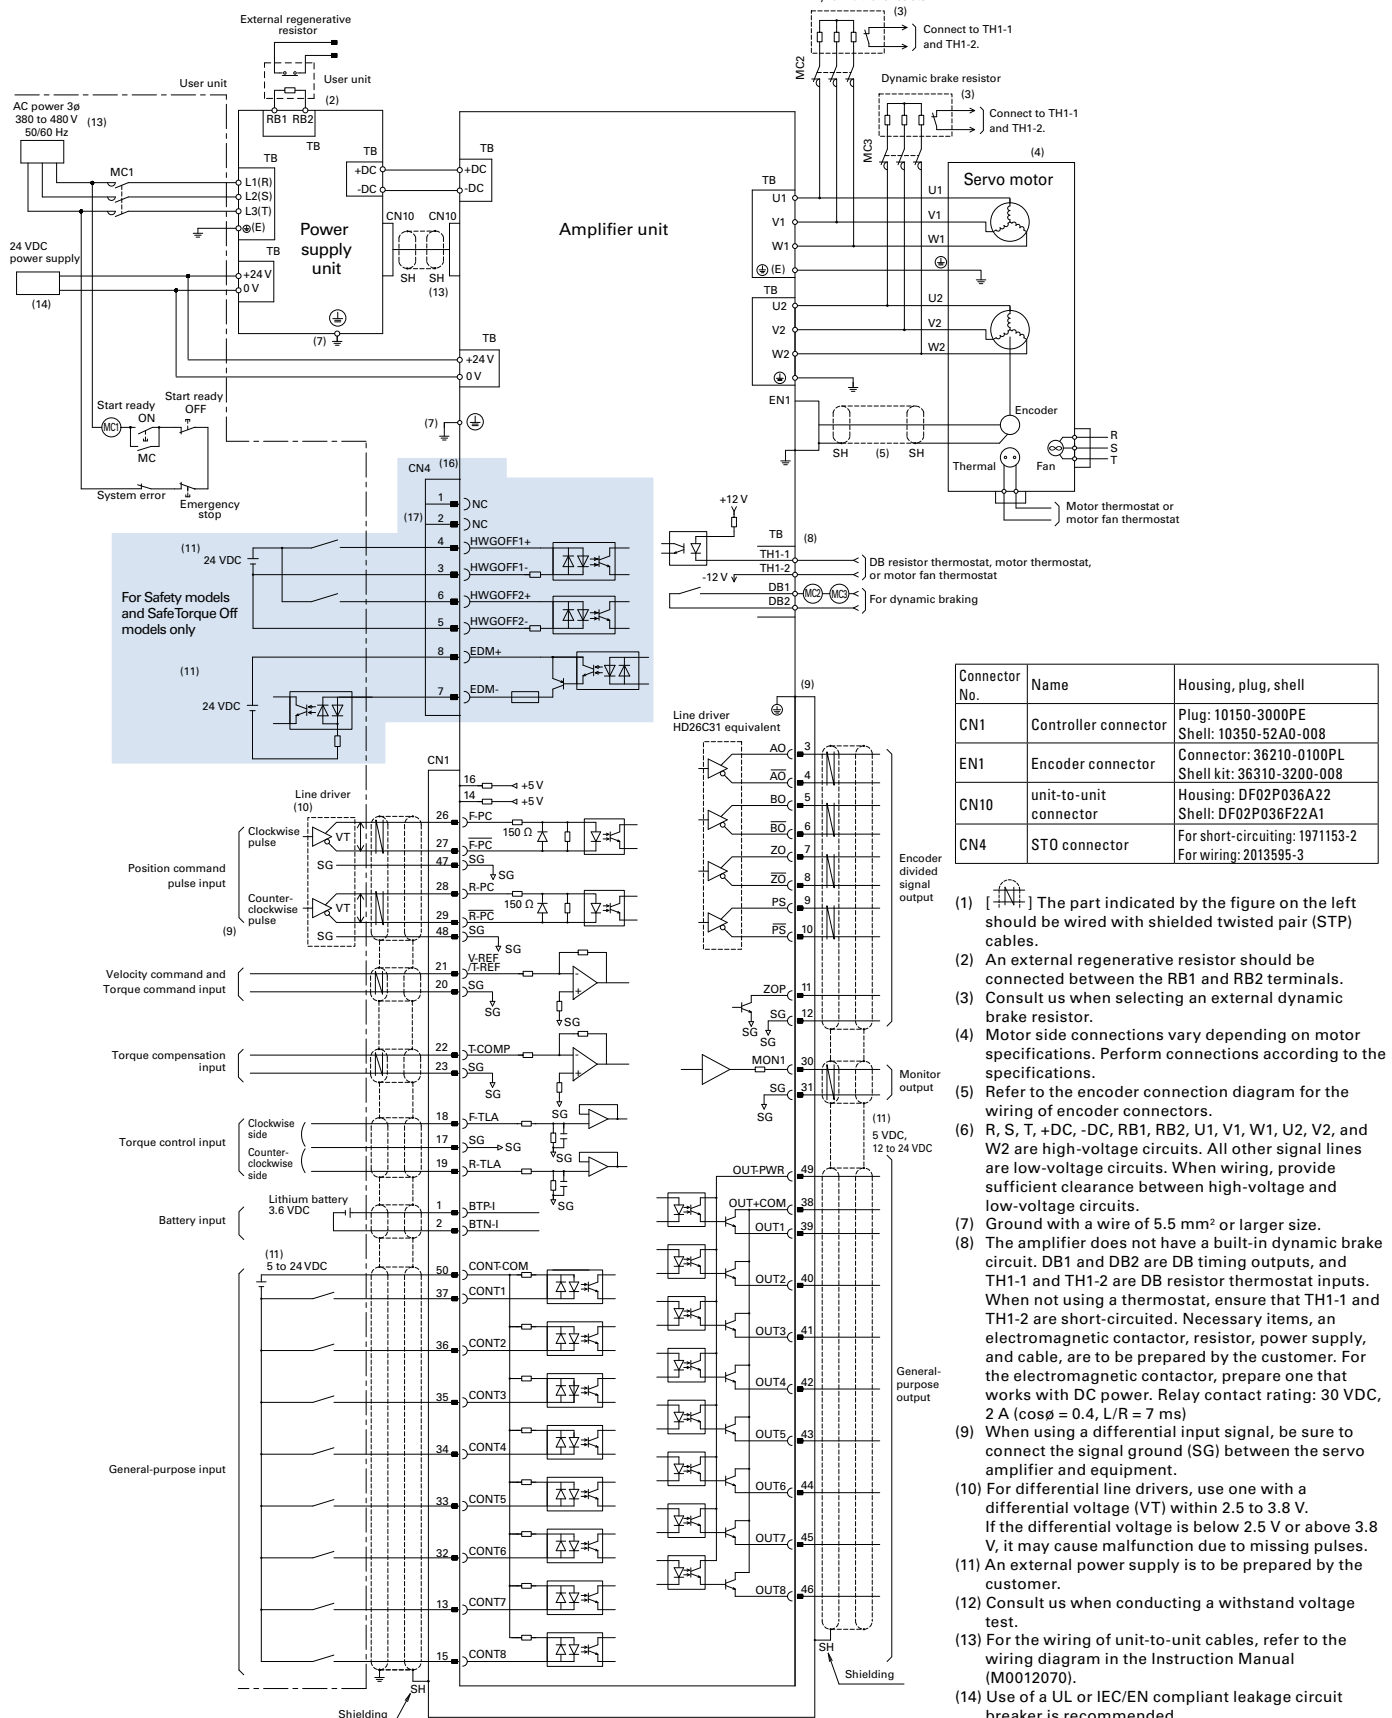 External regenerative
resistor
User unit
User unit
(2)
AC power 3ø
380 to 480 V
50/60 Hz
(13)
RB1 RB2
TB
TB
MC1
L1(R)
L2(S)
L3(T)
(E)
TB
+DC
-DC
TB
+DC
-DC
CN10
CN10
SH
SH
(13)
Power
supply
unit
24 VDC
power supply
(14)
TB
+24 V
0 V
(7)
Amplifier unit
TB
+24 V
0 V
(7)
Start ready
ON
Start ready
OFF
MC1
MC
System error
Emergency
stop
(3)
Connect to TH1-1
and TH1-2.
MC2
Dynamic brake resistor
(3)
Connect to TH1-1
and TH1-2.
MC3
(4)
Servo motor
TB
U1
V1
W1
(E)
U1
V1
W1
TB
U2
V2
W2
U2
V2
W2
EN1
SH
(5)
SH
Encoder
Thermal
Fan
R
S
T
Motor thermostat or
motor fan thermostat
+12 V
TB
(8)
TH1-1
TH1-2
-12 V
DB1
DB2
MC2
MC3
DB resistor thermostat, motor thermostat,
or motor fan thermostat
For dynamic braking
CN4
(16)
(17)
1 NC
2 NC
(11)
24 VDC
4 HWGOFF1+
3 HWGOFF1-
6 HWGOFF2+
5 HWGOFF2-
For Safety models
and Safe Torque Off
models only
8 EDM+
(11)
7 EDM-
24 VDC
CN1
16 +5 V
14 +5 V
Line driver
(10)
Clockwise
pulse
VT
SG
26 F-PC
150 Ω
27 F-PC
47 SG
SG
Position command
pulse input
Counter-
clockwise
pulse
VT
SG
28 R-PC
150 Ω
29 R-PC
48 SG
SG
(9)
Velocity command and
Torque command input
21 V-REF
/T-REF
20 SG
SG
SG
Torque compensation
input
22 T-COMP
23 SG
SG
SG
Torque control input
Clockwise
side
Counter-
clockwise
side
18 F-TLA
17 SG
SG
SG
19 R-TLA
SG
Battery input
Lithium battery
3.6 VDC
1 BTP-I
2 BTN-I
(11)
5 to 24 VDC
50 CONT-COM
37 CONT1
36 CONT2
35 CONT3
34 CONT4
General-purpose input
33 CONT5
32 CONT6
13 CONT7
15 CONT8
SH
Shielding
(9)
Line driver
HD26C31 equivalent
AO 3
AO 4
BO 5
BO 6
ZO 7
ZO 8
PS 9
PS 10
ZOP 11
SG 12
SG
SG
Encoder
divided
signal
output
MON1 30
SG 31
SG
Monitor
output
(11)
5 VDC,
12 to 24 VDC
OUT-PWR 49
OUT+COM 38
OUT1 39
OUT2 40
OUT3 41
OUT4 42
OUT5 43
OUT6 44
OUT7 45
OUT8 46
General-
purpose
output
SH
Shielding
Connector
No.
Name
Housing, plug, shell
CN1
Controller connector
Plug: 10150-3000PE
Shell: 10350-52A0-008
EN1
Encoder connector
Connector: 36210-0100PL
Shell kit: 36310-3200-008
CN10
unit-to-unit
connector
Housing: DF02P036A22
Shell: DF02P036F22A1
CN4
STO connector
For short-circuiting: 1971153-2
For wiring: 2013595-3
(1) [ ] The part indicated by the figure on the left
should be wired with shielded twisted pair (STP)
cables.
(2) An external regenerative resistor should be
connected between the RB1 and RB2 terminals.
(3) Consult us when selecting an external dynamic
brake resistor.
(4) Motor side connections vary depending on motor
specifications. Perform connections according to the
specifications.
(5) Refer to the encoder connection diagram for the
wiring of encoder connectors.
(6) R, S, T, +DC, -DC, RB1, RB2, U1, V1, W1, U2, V2, and
W2 are high-voltage circuits. All other signal lines
are low-voltage circuits. When wiring, provide
sufficient clearance between high-voltage and
low-voltage circuits.
(7) Ground with a wire of 5.5 mm² or larger size.
(8) The amplifier does not have a built-in dynamic brake
circuit. DB1 and DB2 are DB timing outputs, and
TH1-1 and TH1-2 are DB resistor thermostat inputs.
When not using a thermostat, ensure that TH1-1 and
TH1-2 are short-circuited. Necessary items, an
electromagnetic contactor, resistor, power supply,
and cable, are to be prepared by the customer. For
the electromagnetic contactor, prepare one that
works with DC power. Relay contact rating: 30 VDC,
2 A (cosø = 0.4, L/R = 7 ms)
(9) When using a differential input signal, be sure to
connect the signal ground (SG) between the servo
amplifier and equipment.
(10) For differential line drivers, use one with a
differential voltage (VT) within 2.5 to 3.8 V.
If the differential voltage is below 2.5 V or above 3.8
V, it may cause malfunction due to missing pulses.
(11) An external power supply is to be prepared by the
customer.
(12) Consult us when conducting a withstand voltage
test.
(13) For the wiring of unit-to-unit cables, refer to the
wiring diagram in the Instruction Manual
(M0012070).
(14) Use of a UL or IEC/EN compliant leakage circuit
breaker is recommended